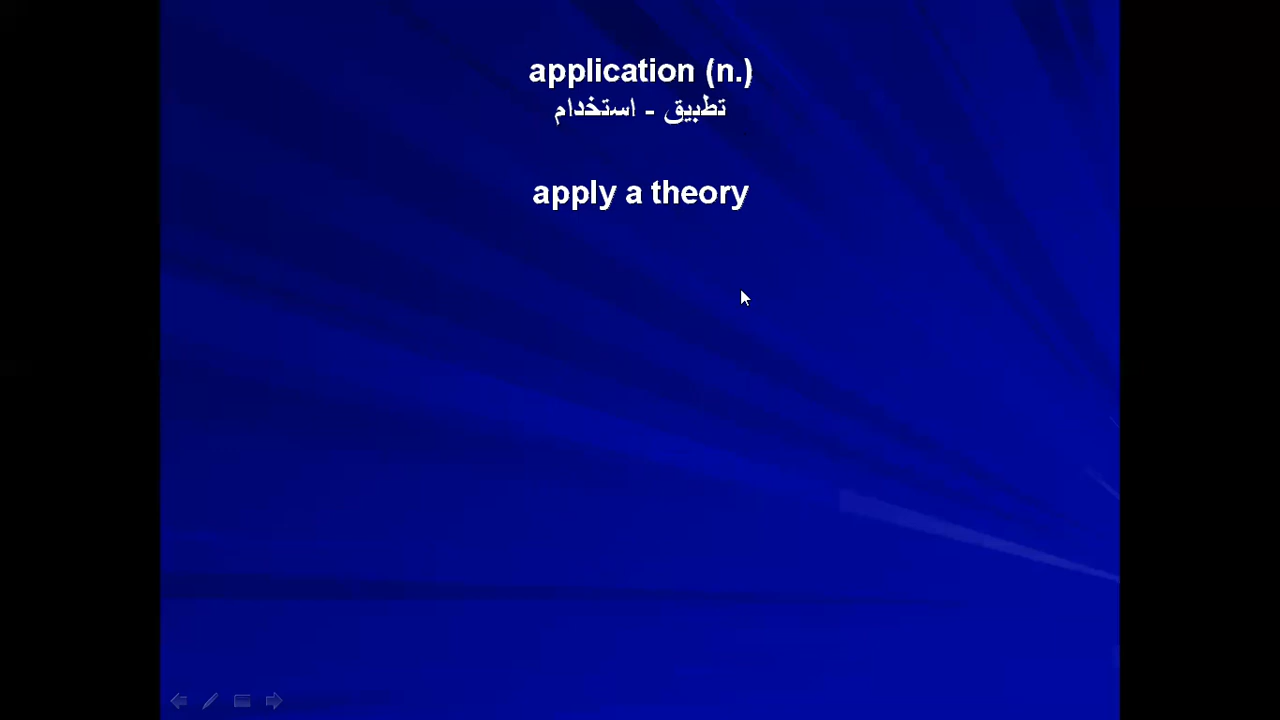 application (n.)
تطبيق - استخدام
apply a theory